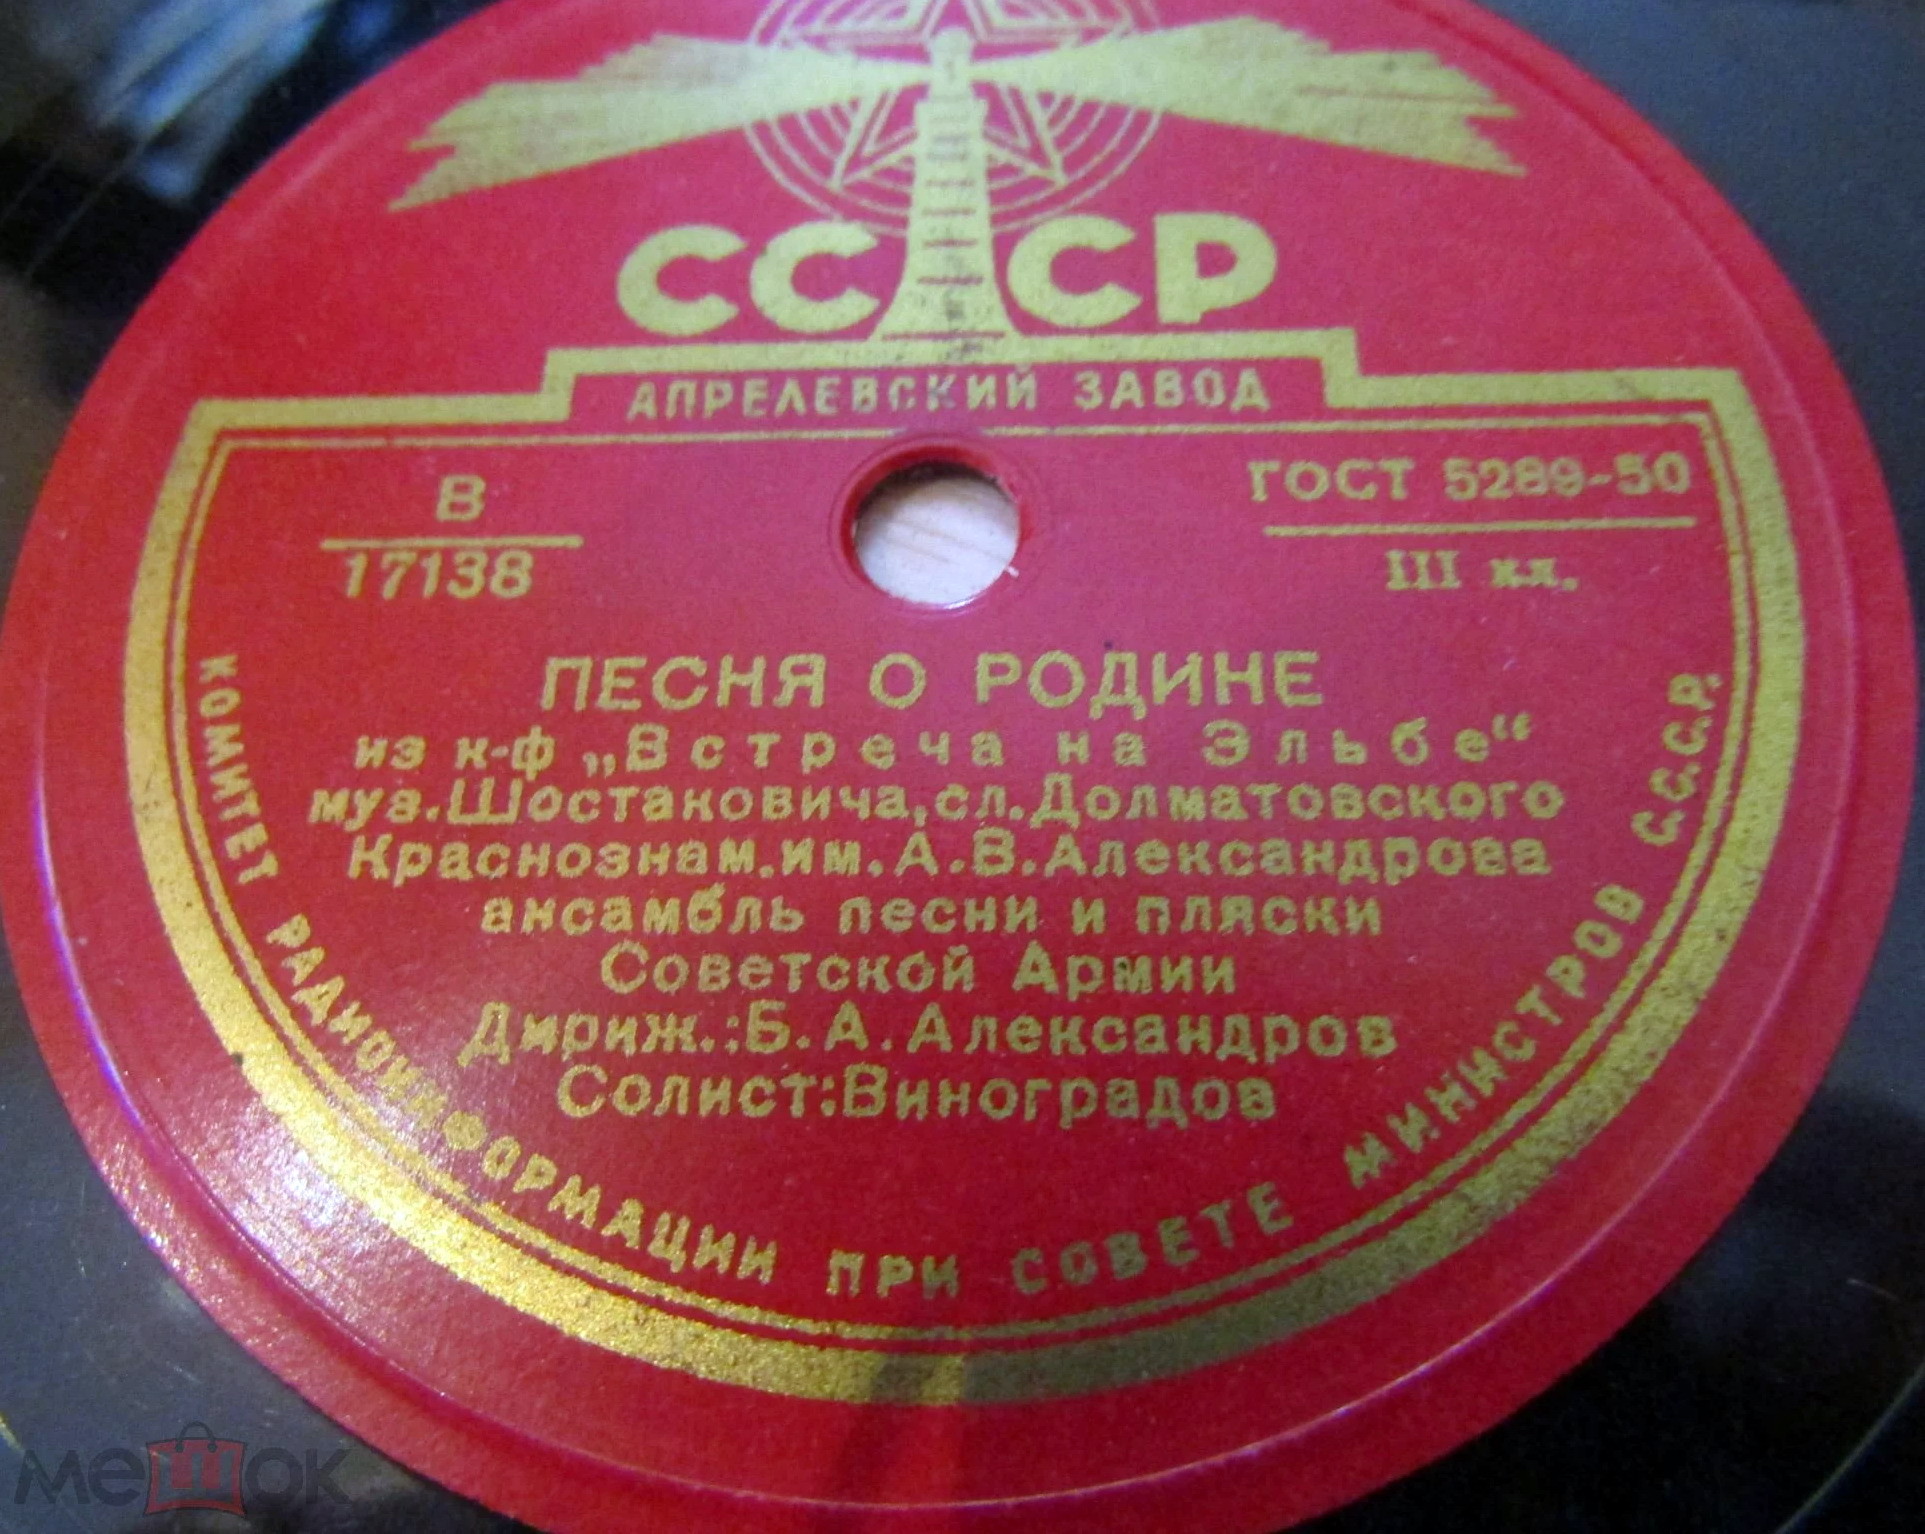 СССР
АПРЕЛЕВСКИЙ ЗАВОД
В
17138
ГОСТ 5289-50
III кл.
ПЕСНЯ О РОДИНЕ
из к-ф „Встреча на Эльбе“
муз.Шостаковича,сл.Долматовского
Краснознам.им.А.В.Александрова
ансамбль песни и пляски
Советской Армии
Дириж.:Б.А.Александров
Солист:Виноградов
КОМИТЕТ РАДИОИНФОРМАЦИИ ПРИ СОВЕТЕ МИНИСТРОВ С.С.С.Р.
мешок